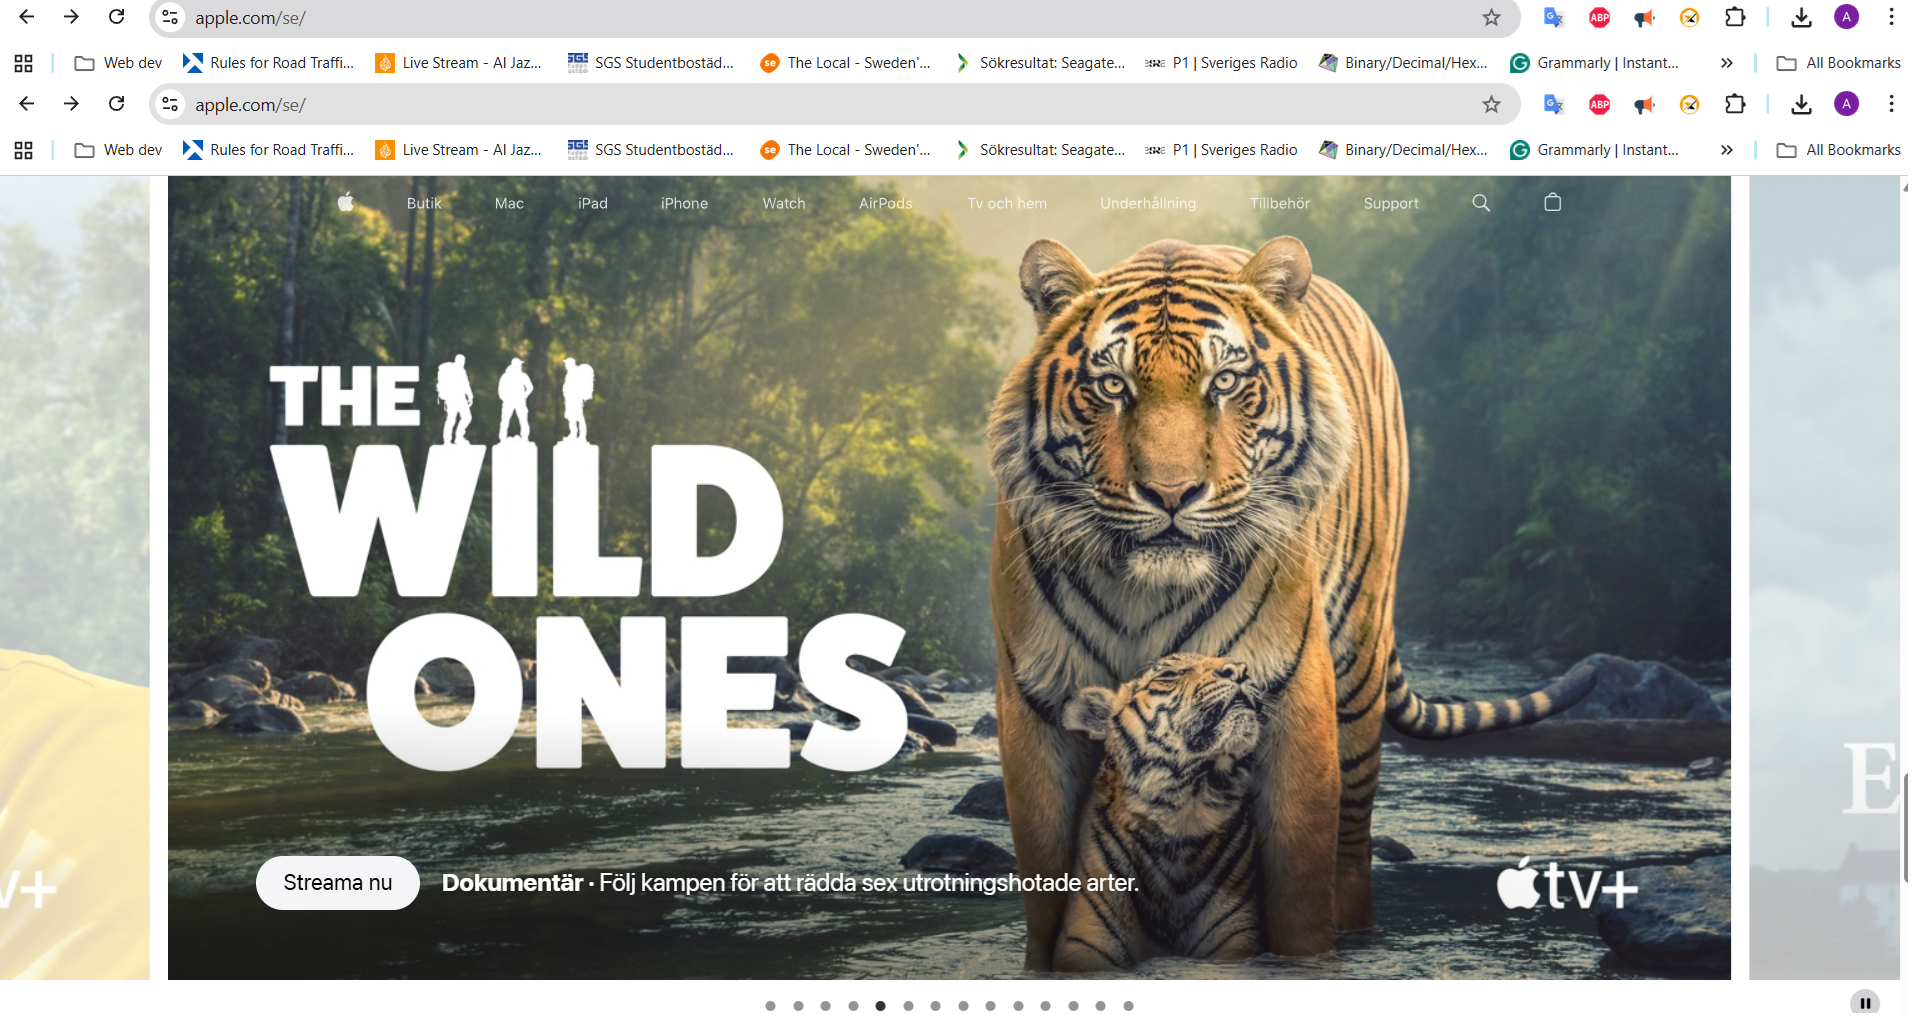 apple.com/se/
ABP
A
Web dev
Rules for Road Traffi...
Live Stream - Al Jaz...
SGS Studentbostäd...
The Local - Sweden'...
Sökresultat: Seagate...
P1 | Sveriges Radio
Binary/Decimal/Hex...
Grammarly | Instant...
All Bookmarks
apple.com/se/
ABP
A
Web dev
Rules for Road Traffi...
Live Stream - Al Jaz...
SGS Studentbostäd...
The Local - Sweden'...
Sökresultat: Seagate...
P1 | Sveriges Radio
Binary/Decimal/Hex...
Grammarly | Instant...
All Bookmarks
Butik
Mac
iPad
iPhone
Watch
AirPods
Tv och hem
Underhållning
Tillbehör
Support
THE
WILD
ONES
Streama nu
Dokumentär · Följ kampen för att rädda sex utrotningshotade arter.
tv+
v+
E